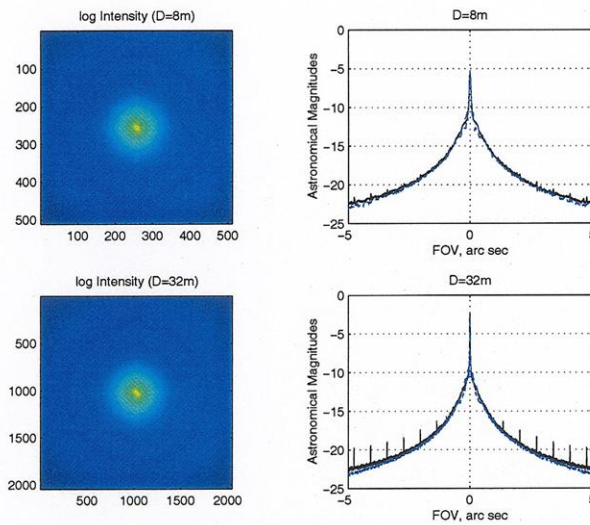 log Intensity (D=8m)
100
200
300
400
500
100 200 300 400 500
D=8m
Astronomical Magnitudes
0
−5
−10
−15
−20
−25
−5 0 5
FOV, arc sec
log Intensity (D=32m)
500
1000
1500
2000
500 1000 1500 2000
D=32m
Astronomical Magnitudes
0
−5
−10
−15
−20
−25
−5 0 5
FOV, arc sec